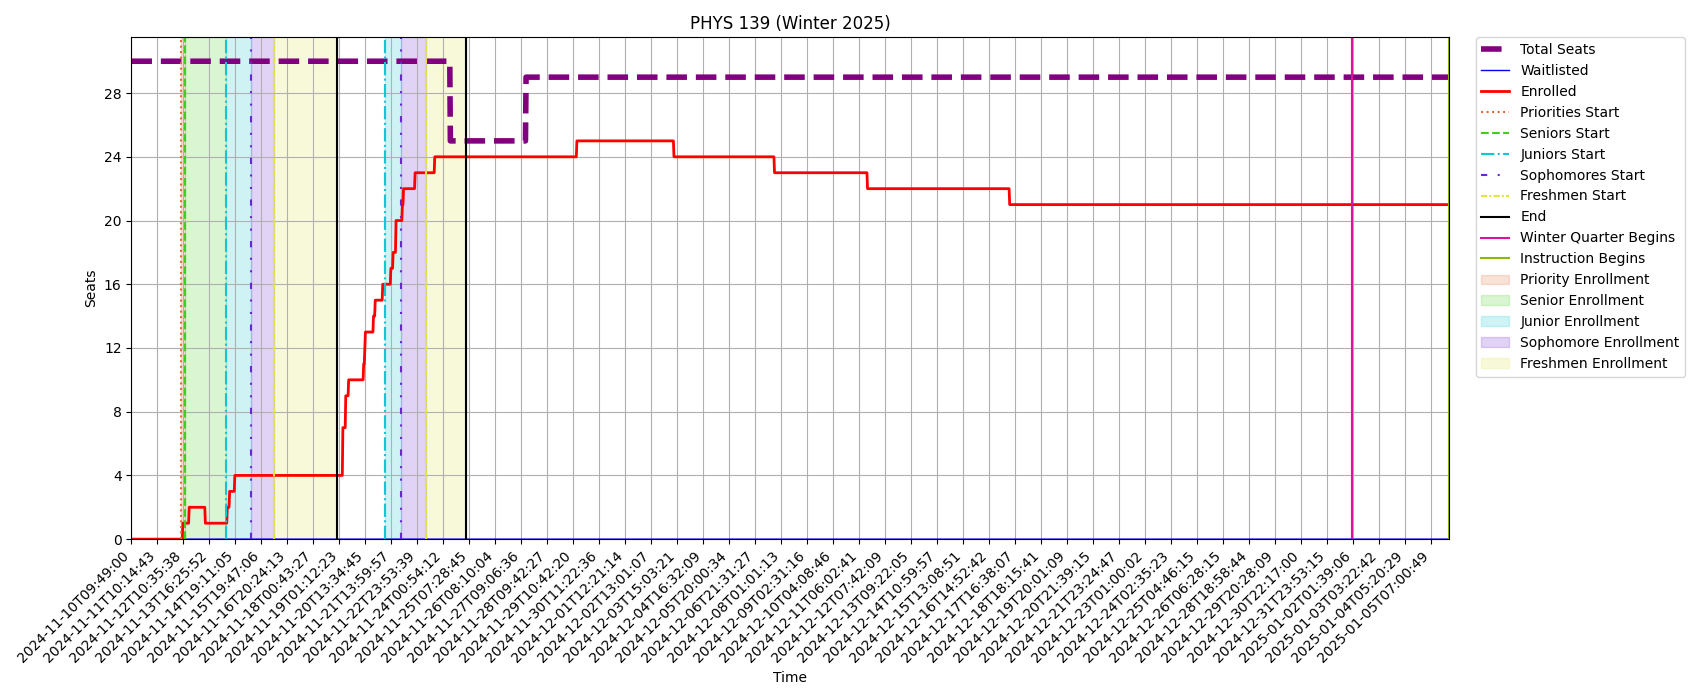 PHYS 139 (Winter 2025)
Seats
28
24
20
16
12
8
4
0
2024-11-10T09:49:00
2024-11-11T10:14:43
2024-11-12T10:35:38
2024-11-13T16:25:52
2024-11-14T19:11:05
2024-11-15T19:47:06
2024-11-16T20:24:13
2024-11-18T00:43:27
2024-11-19T01:12:23
2024-11-20T13:34:45
2024-11-21T13:59:57
2024-11-22T23:53:39
2024-11-24T00:54:12
2024-11-25T07:28:45
2024-11-26T08:10:04
2024-11-27T09:06:36
2024-11-28T09:42:27
2024-11-29T10:42:20
2024-11-30T11:22:36
2024-12-01T12:21:14
2024-12-02T13:01:07
2024-12-03T15:03:21
2024-12-04T16:32:09
2024-12-05T20:00:34
2024-12-06T21:31:27
2024-12-08T01:01:13
2024-12-09T02:31:16
2024-12-10T04:08:46
2024-12-11T06:02:41
2024-12-12T07:42:09
2024-12-13T09:22:05
2024-12-14T10:59:57
2024-12-15T13:08:51
2024-12-16T14:52:42
2024-12-17T16:38:07
2024-12-18T18:15:41
2024-12-19T20:01:09
2024-12-20T21:39:15
2024-12-21T23:24:47
2024-12-23T01:00:02
2024-12-24T02:35:23
2024-12-25T04:46:15
2024-12-26T06:28:15
2024-12-28T18:58:44
2024-12-29T20:28:09
2024-12-30T22:17:00
2024-12-31T23:53:15
2025-01-02T01:39:06
2025-01-03T03:22:42
2025-01-04T05:20:29
2025-01-05T07:00:49
Time
Total Seats
Waitlisted
Enrolled
Priorities Start
Seniors Start
Juniors Start
Sophomores Start
Freshmen Start
End
Winter Quarter Begins
Instruction Begins
Priority Enrollment
Senior Enrollment
Junior Enrollment
Sophomore Enrollment
Freshmen Enrollment